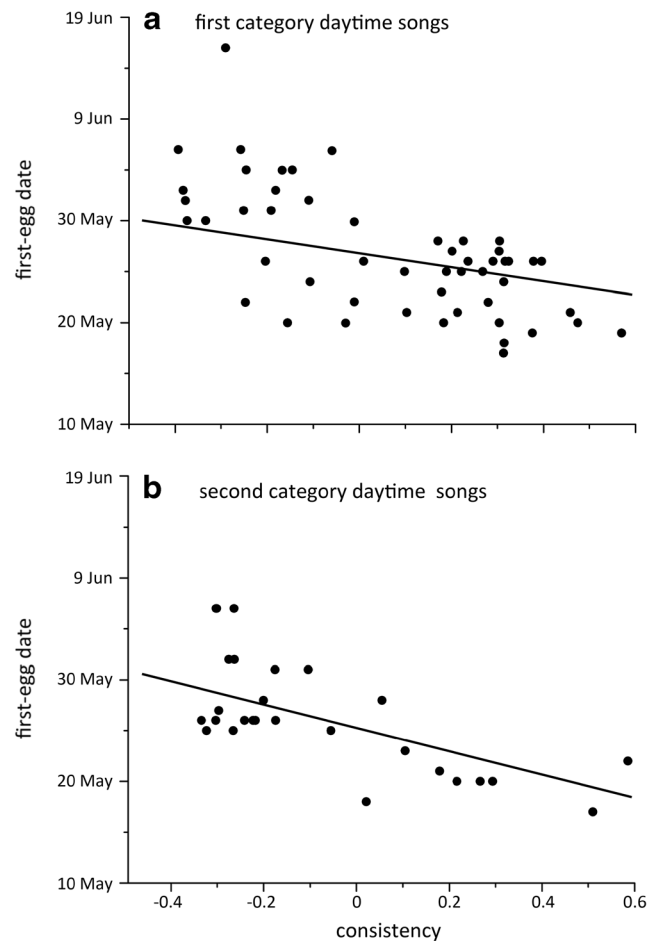 19 Jun
a first category daytime songs
9 Jun
30 May
20 May
10 May
first-egg date
19 Jun
b second category daytime songs
9 Jun
30 May
20 May
10 May
first-egg date
-0.4 -0.2 0 0.2 0.4 0.6
consistency